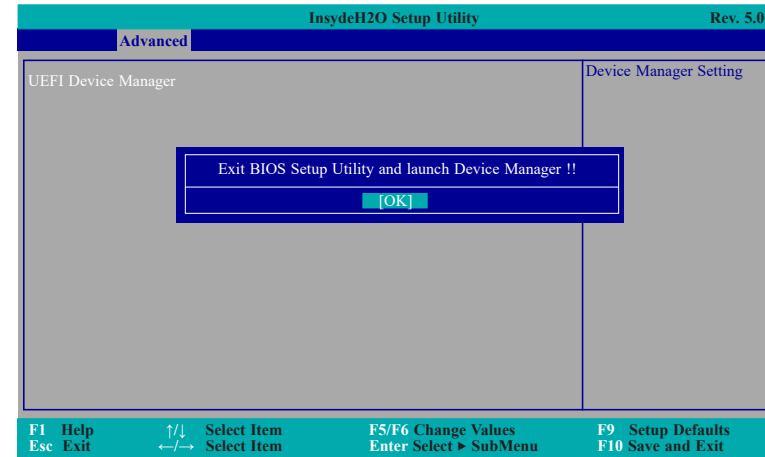 InsydeH2O Setup Utility Rev. 5.0
Advanced
UEFI Device Manager
Device Manager Setting
Exit BIOS Setup Utility and launch Device Manager !!
[OK]
F1 Help ↑/↓ Select Item F5/F6 Change Values F9 Setup Defaults
Esc Exit ←/→ Select Item Enter Select ▶ SubMenu F10 Save and Exit